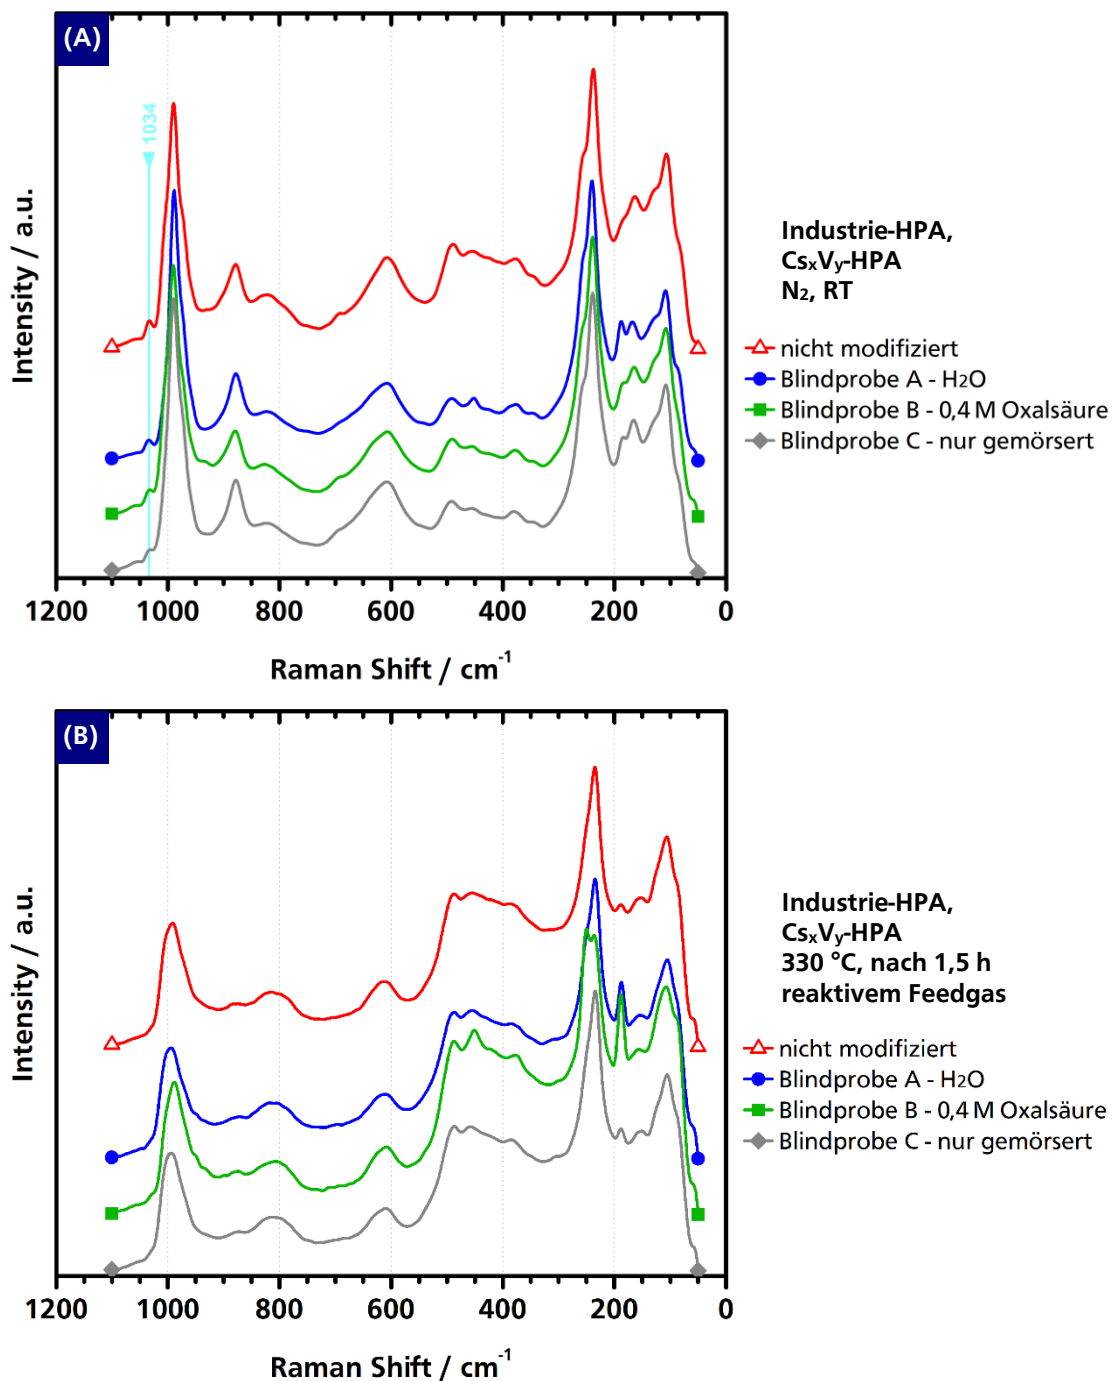 (A)
1034
Intensity / a.u.
1200 1000 800 600 400 200 0
Raman Shift / cm⁻¹
Industrie-HPA,
CsₓVᵧ-HPA
N₂, RT
nicht modifiziert
Blindprobe A - H₂O
Blindprobe B - 0,4 M Oxalsäure
Blindprobe C - nur gemörsert
(B)
Intensity / a.u.
1200 1000 800 600 400 200 0
Raman Shift / cm⁻¹
Industrie-HPA,
CsₓVᵧ-HPA
330 °C, nach 1,5 h
reaktivem Feedgas
nicht modifiziert
Blindprobe A - H₂O
Blindprobe B - 0,4 M Oxalsäure
Blindprobe C - nur gemörsert